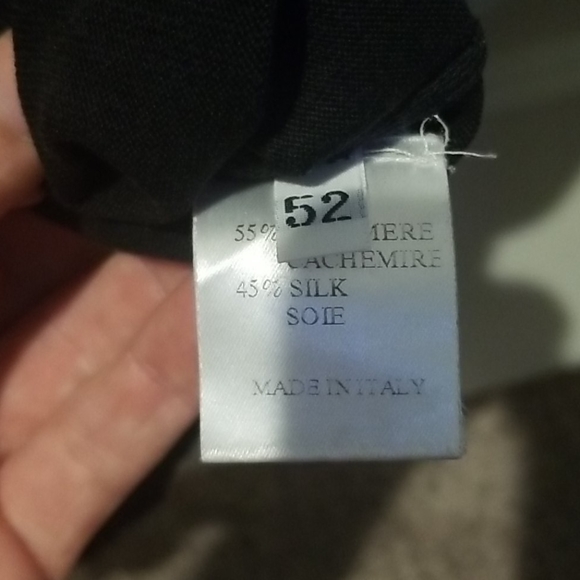 52
55%
CACHEMIRE
45% SILK
SOIE
MADE IN ITALY